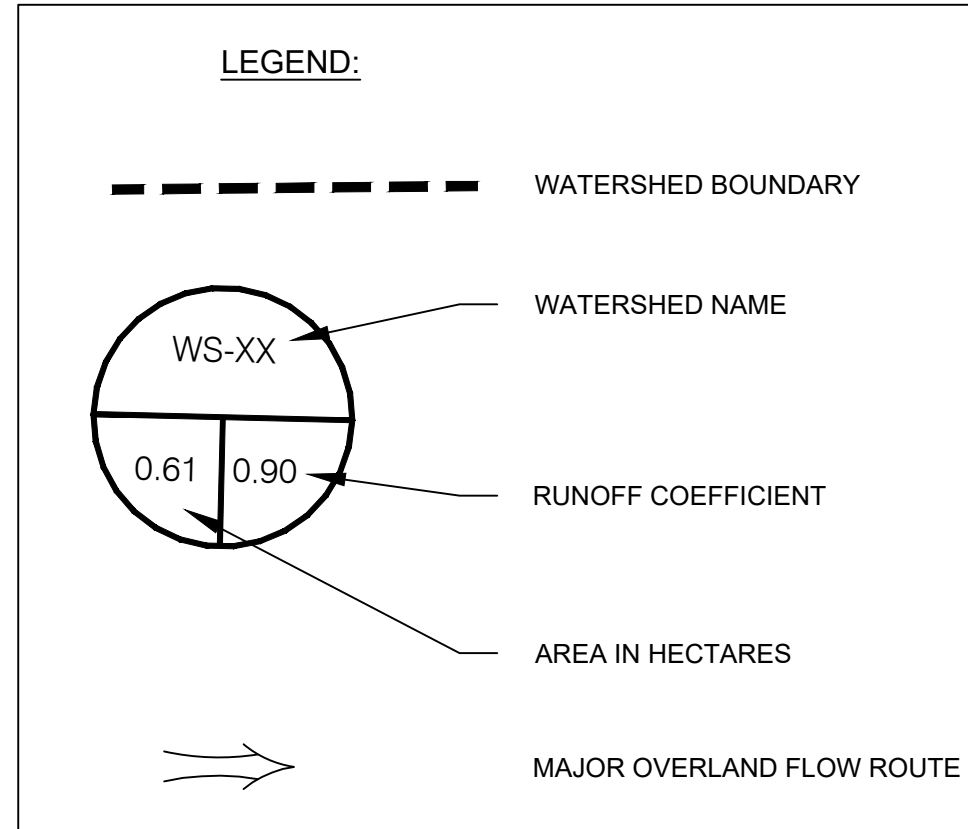 LEGEND:
WATERSHED BOUNDARY
WATERSHED NAME
WS-XX
0.61 0.90
RUNOFF COEFFICIENT
AREA IN HECTARES
MAJOR OVERLAND FLOW ROUTE